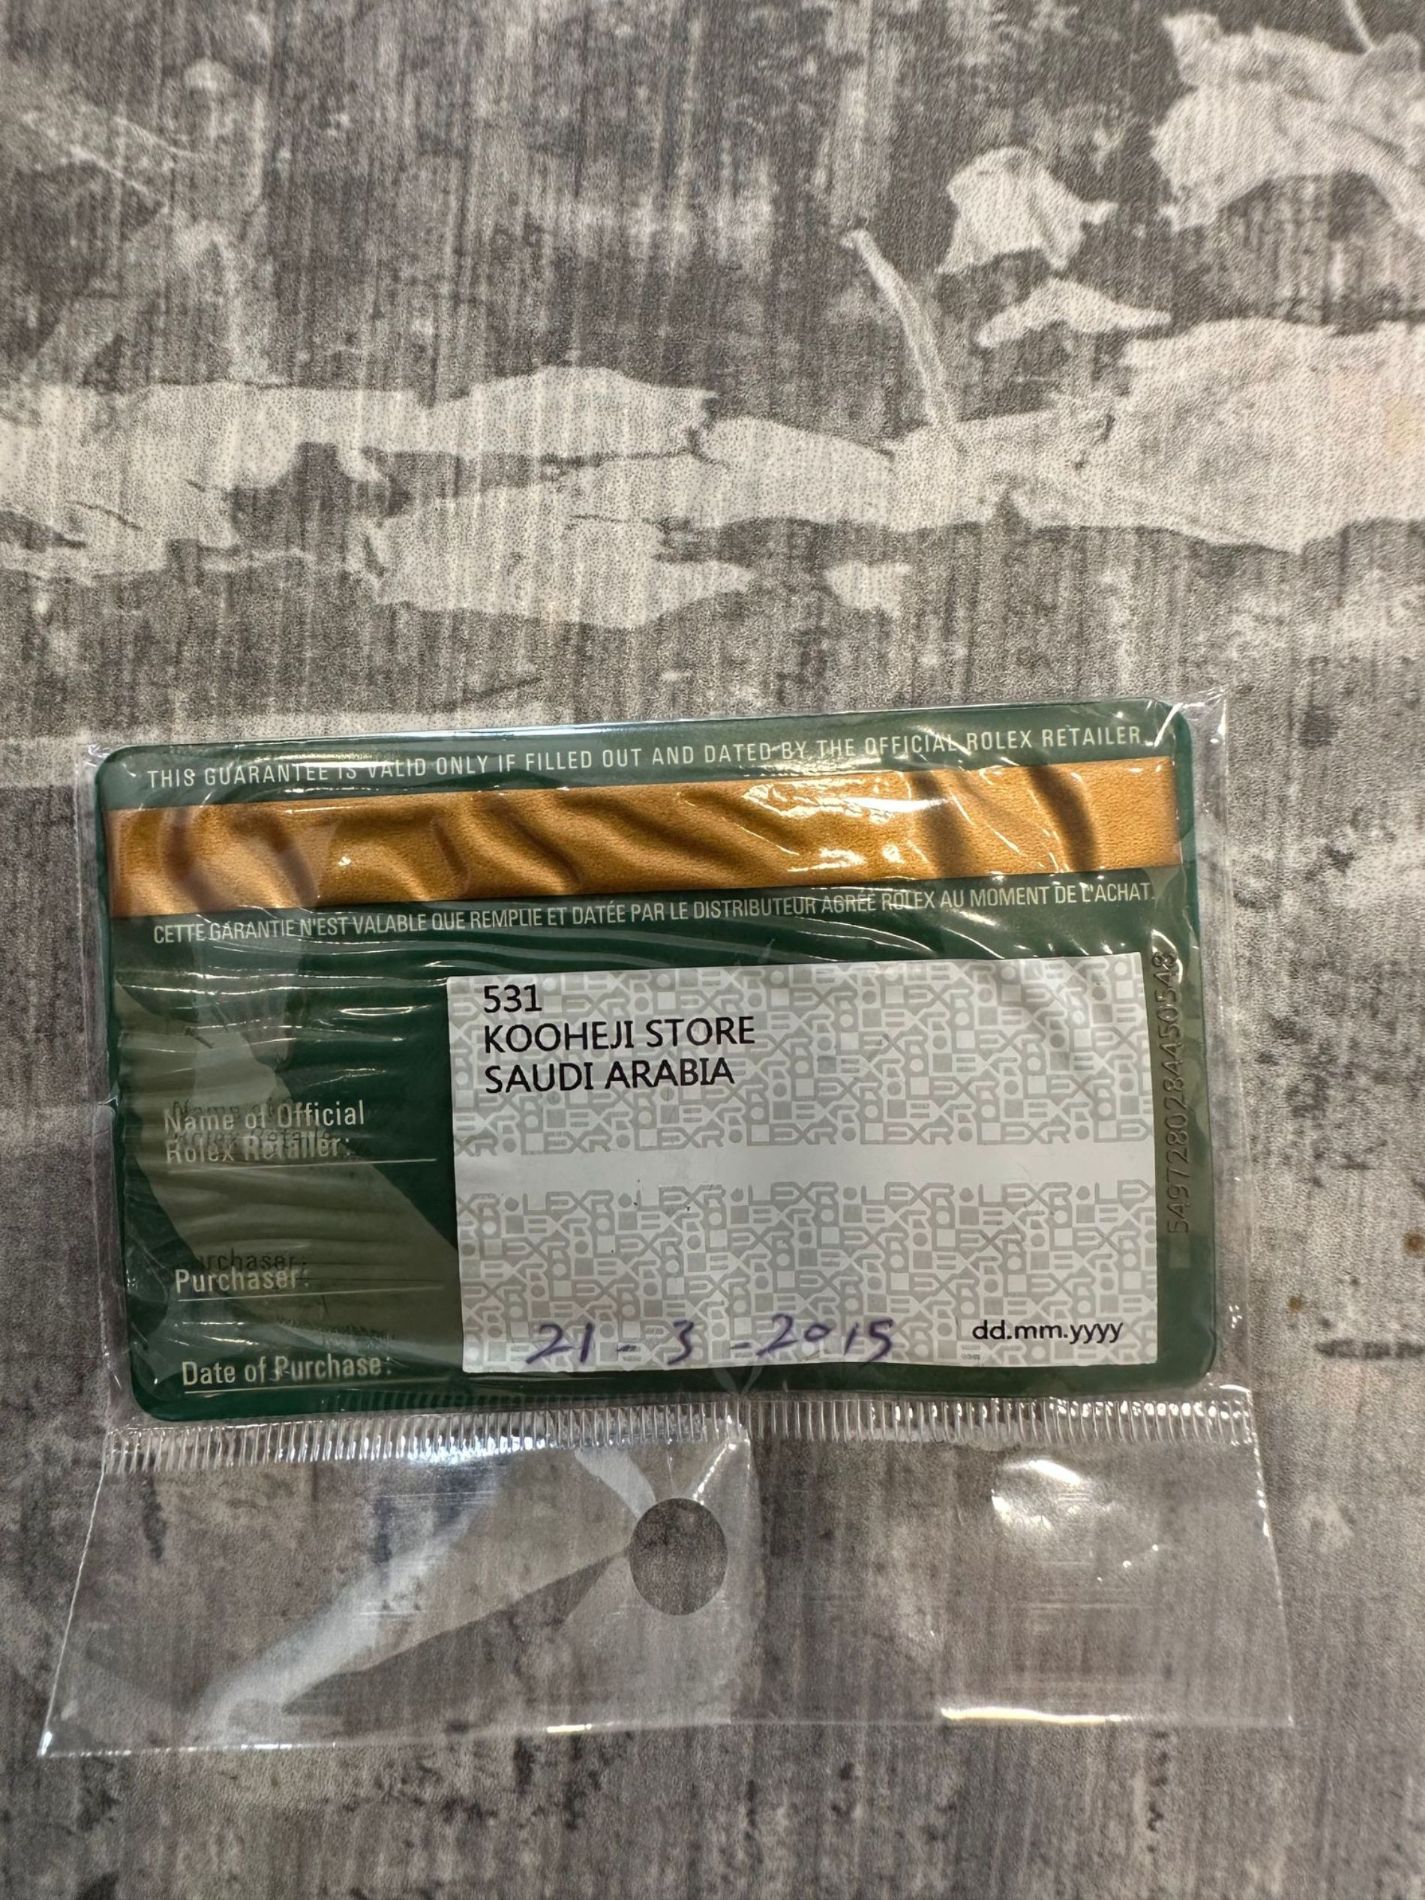 THIS GUARANTEE IS VALID ONLY IF FILLED OUT AND DATED BY THE OFFICIAL ROLEX RETAILER.
CETTE GARANTIE N'EST VALABLE QUE REMPLIE ET DATÉE PAR LE DISTRIBUTEUR AGRÉÉ ROLEX AU MOMENT DE L'ACHAT.
531
KOOHEJI STORE
SAUDI ARABIA
Name of Official
Rolex Retailer:
Purchaser:
Date of Purchase:
21-3-2015 dd.mm.yyyy